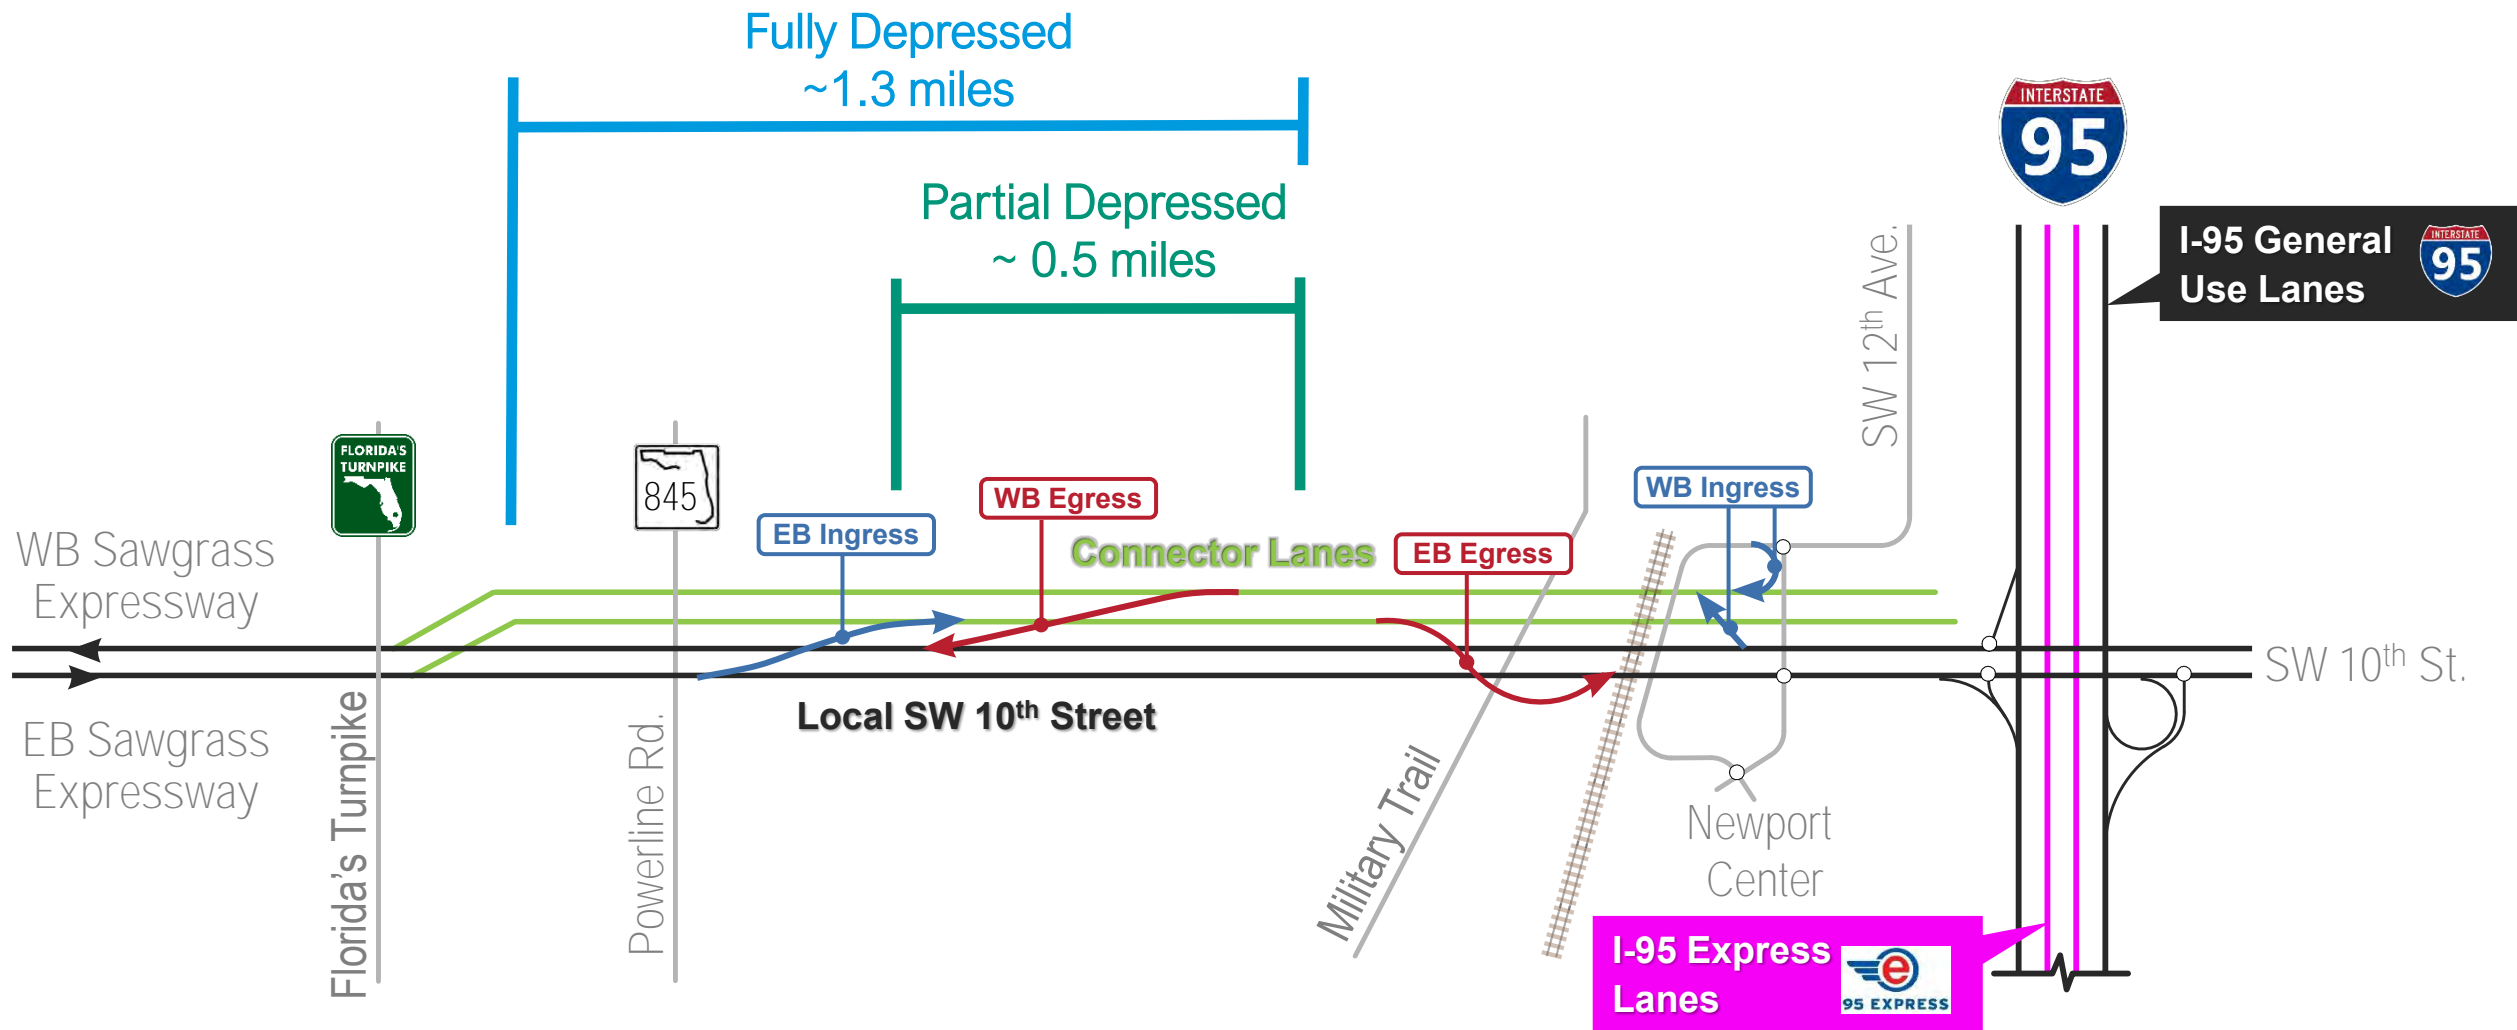 Fully Depressed
~1.3 miles
Partial Depressed
~ 0.5 miles
INTERSTATE
95
I-95 General
Use Lanes
INTERSTATE
95
SW 12th Ave.
FLORIDA'S
TURNPIKE
845
WB Egress
WB Ingress
EB Ingress
Connector Lanes
EB Egress
WB Sawgrass
Expressway
SW 10th St.
EB Sawgrass
Expressway
Local SW 10th Street
Florida's Turnpike
Powerline Rd.
Military Trail
Newport
Center
I-95 Express
Lanes
e
95 EXPRESS